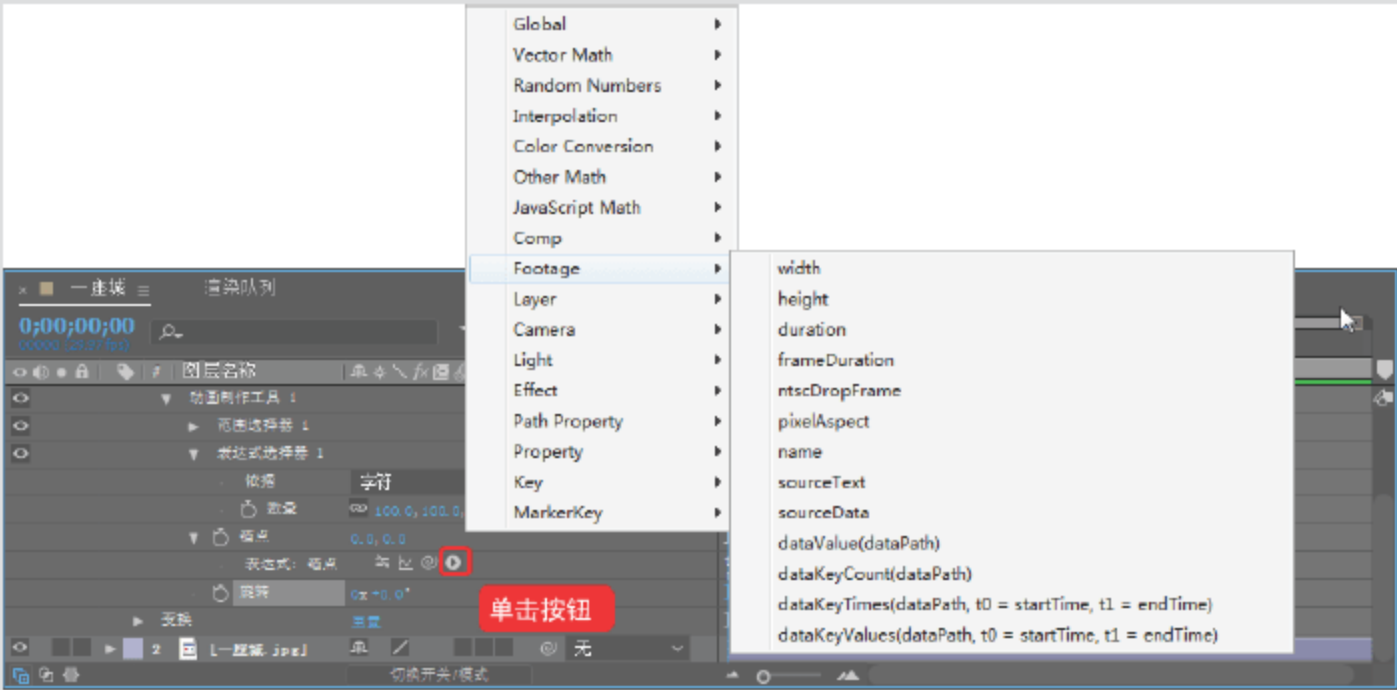 Global
Vector Math
Random Numbers
Interpolation
Color Conversion
Other Math
JavaScript Math
Comp
Footage
Layer
Camera
Light
Effect
Path Property
Property
Key
MarkerKey
width
height
duration
frameDuration
ntscDropFrame
pixelAspect
name
sourceText
sourceData
dataValue(dataPath)
dataKeyCount(dataPath)
dataKeyTimes(dataPath, t0 = startTime, t1 = endTime)
dataKeyValues(dataPath, t0 = startTime, t1 = endTime)
一座城 渲染队列
0;00;00;00
# 图层名称
动画制作工具 1
范围选择器 1
表达式选择器 1
依据 字符
数量 100.0, 100.0,
锚点 0.0, 0.0
表达式：锚点
旋转 0x +0.0°
单击按钮
变换 重置
2 [一座城.jpg] 无
切换开关/模式